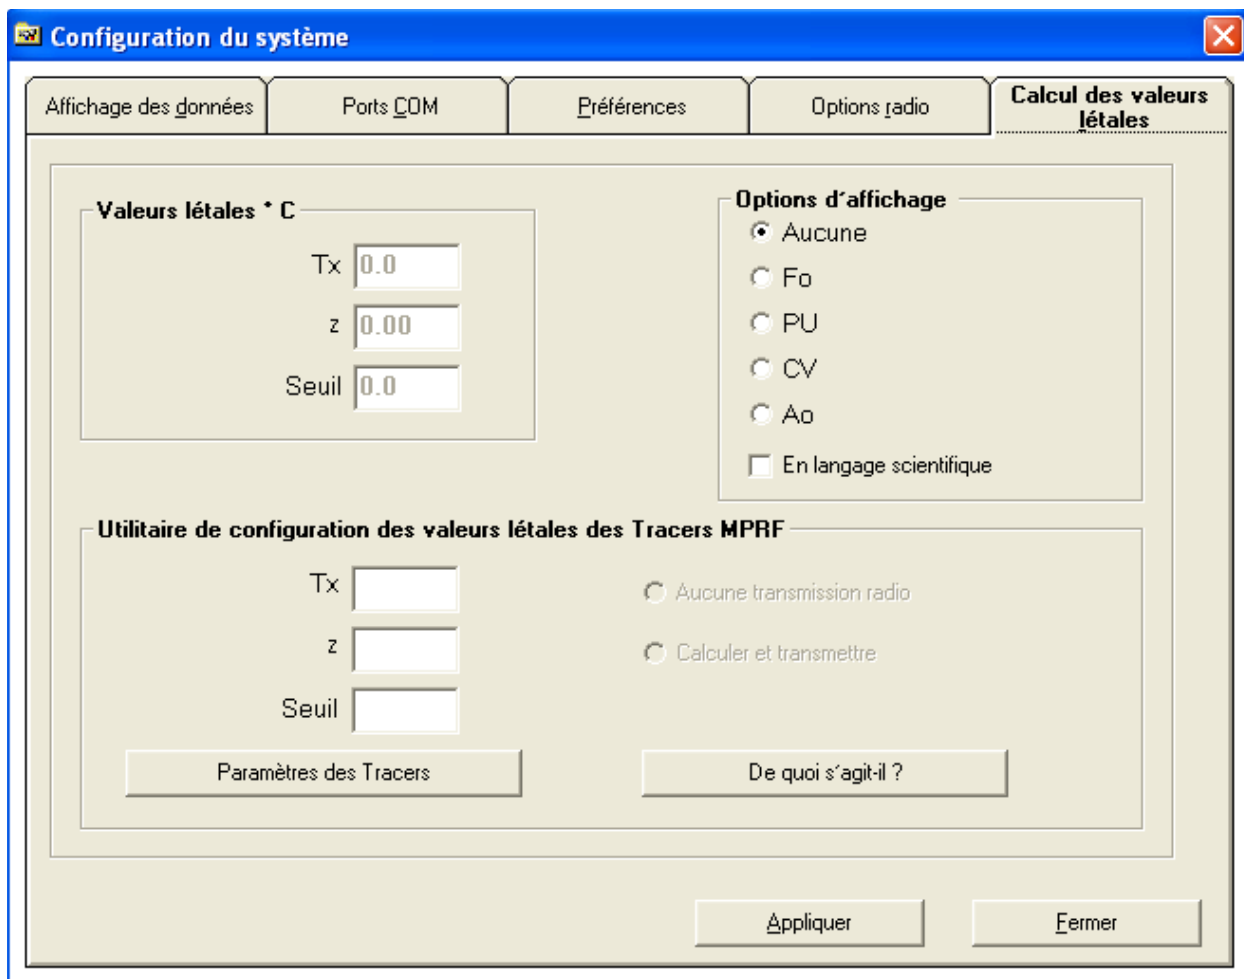 Configuration du système
Affichage des données
Ports COM
Préférences
Options radio
Calcul des valeurs
létales
Valeurs létales ° C
Tx 0.0
z 0.00
Seuil 0.0
Options d'affichage
Aucune
Fo
PU
CV
Ao
En langage scientifique
Utilitaire de configuration des valeurs létales des Tracers MPRF
Tx
z
Seuil
Aucune transmission radio
Calculer et transmettre
Paramètres des Tracers
De quoi s'agit-il ?
Appliquer
Fermer